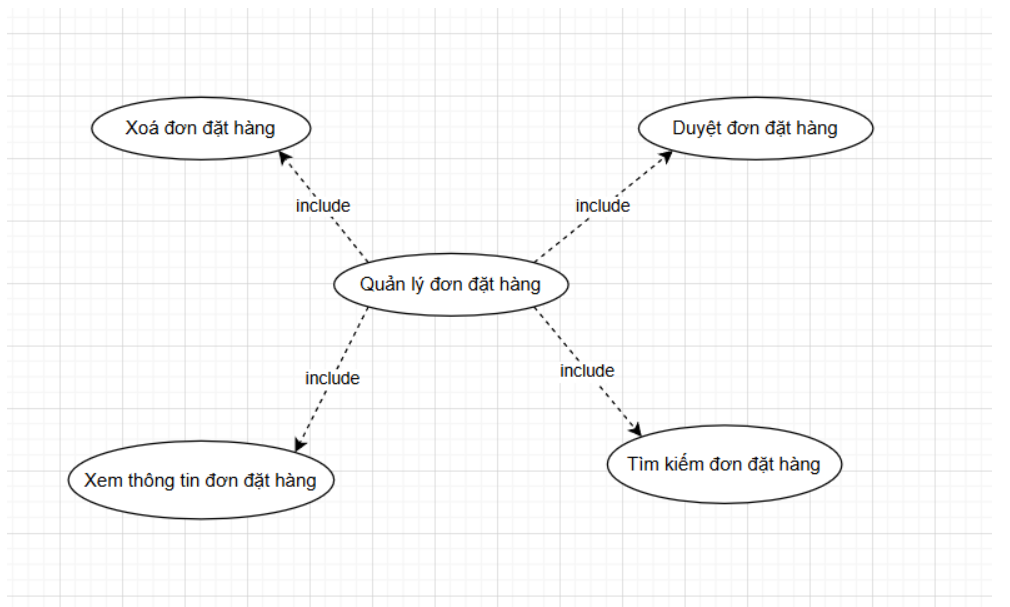 Xoá đơn đặt hàng
Duyệt đơn đặt hàng
include
include
Quản lý đơn đặt hàng
include
include
Xem thông tin đơn đặt hàng
Tìm kiếm đơn đặt hàng